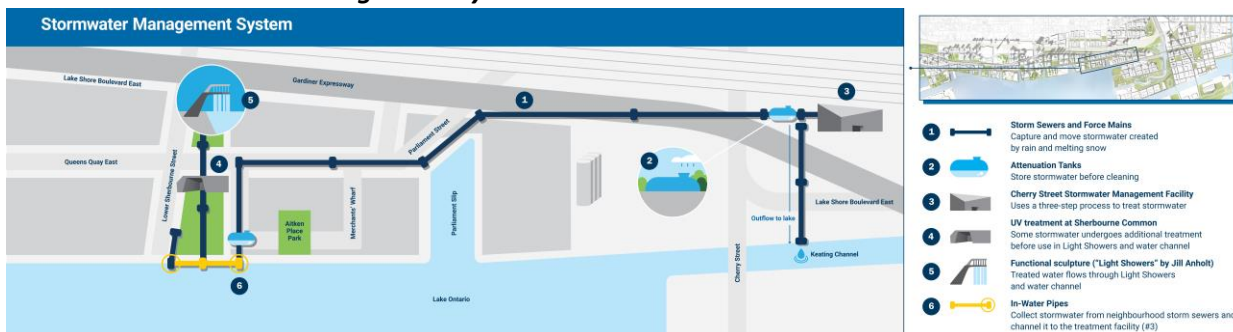 Stormwater Management System
Lake Shore Boulevard East
Gardiner Expressway
5
1
3
Parliament Street
4
Queens Quay East
Lower Sherbourne Street
2
Merchants' Wharf
Parliament Slip
Aitken
Place
Park
Cherry Street
Outflow to lake
Lake Shore Boulevard East
Keating Channel
6
Lake Ontario
1
Storm Sewers and Force Mains
Capture and move stormwater created
by rain and melting snow
2
Attenuation Tanks
Store stormwater before cleaning
3
Cherry Street Stormwater Management Facility
Uses a three-step process to treat stormwater
4
UV treatment at Sherbourne Common
Some stormwater undergoes additional treatment
before use in Light Showers and water channel
5
Functional sculpture ("Light Showers" by Jill Anholt)
Treated water flows through Light Showers
and water channel
6
In-Water Pipes
Collect stormwater from neighbourhood storm sewers and
channel it to the treatment facility (#3)